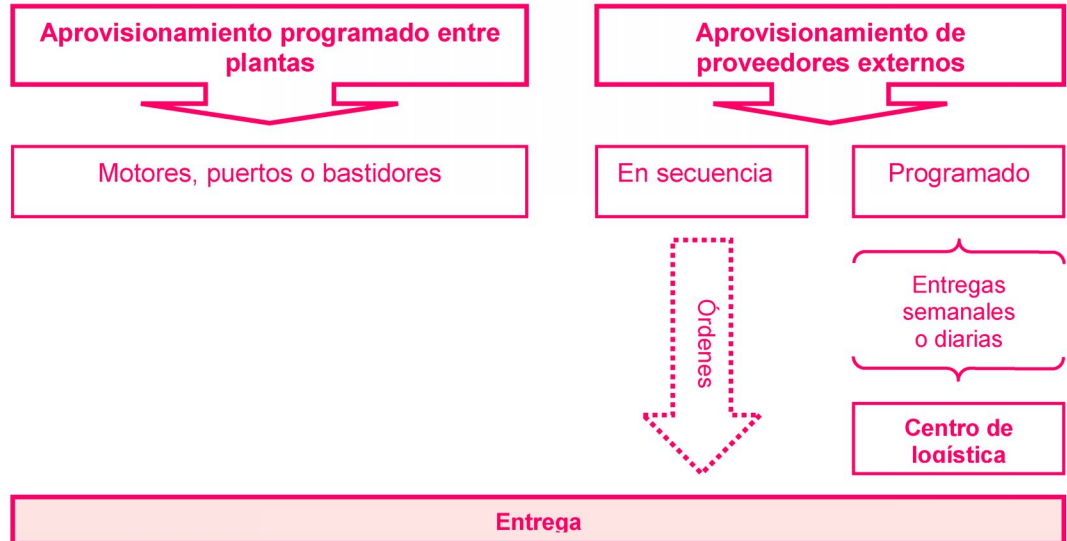 Aprovisionamiento programado entre
plantas
Aprovisionamiento de
proveedores externos
Motores, puertos o bastidores
En secuencia
Programado
Órdenes
Entregas
semanales
o diarias
Centro de
logística
Entrega